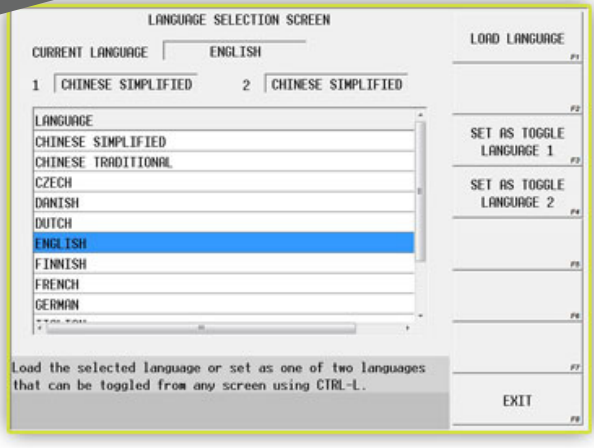 LANGUAGE SELECTION SCREEN
CURRENT LANGUAGE ENGLISH
1 CHINESE SIMPLIFIED 2 CHINESE SIMPLIFIED
LANGUAGE
CHINESE SIMPLIFIED
CHINESE TRADITIONAL
CZECH
DANISH
DUTCH
ENGLISH
FINNISH
FRENCH
GERMAN
Load the selected language or set as one of two languages
that can be toggled from any screen using CTRL-L.
LOAD LANGUAGE
F1
F2
SET AS TOGGLE
LANGUAGE 1
F3
SET AS TOGGLE
LANGUAGE 2
F4
F5
F6
F7
EXIT
F8